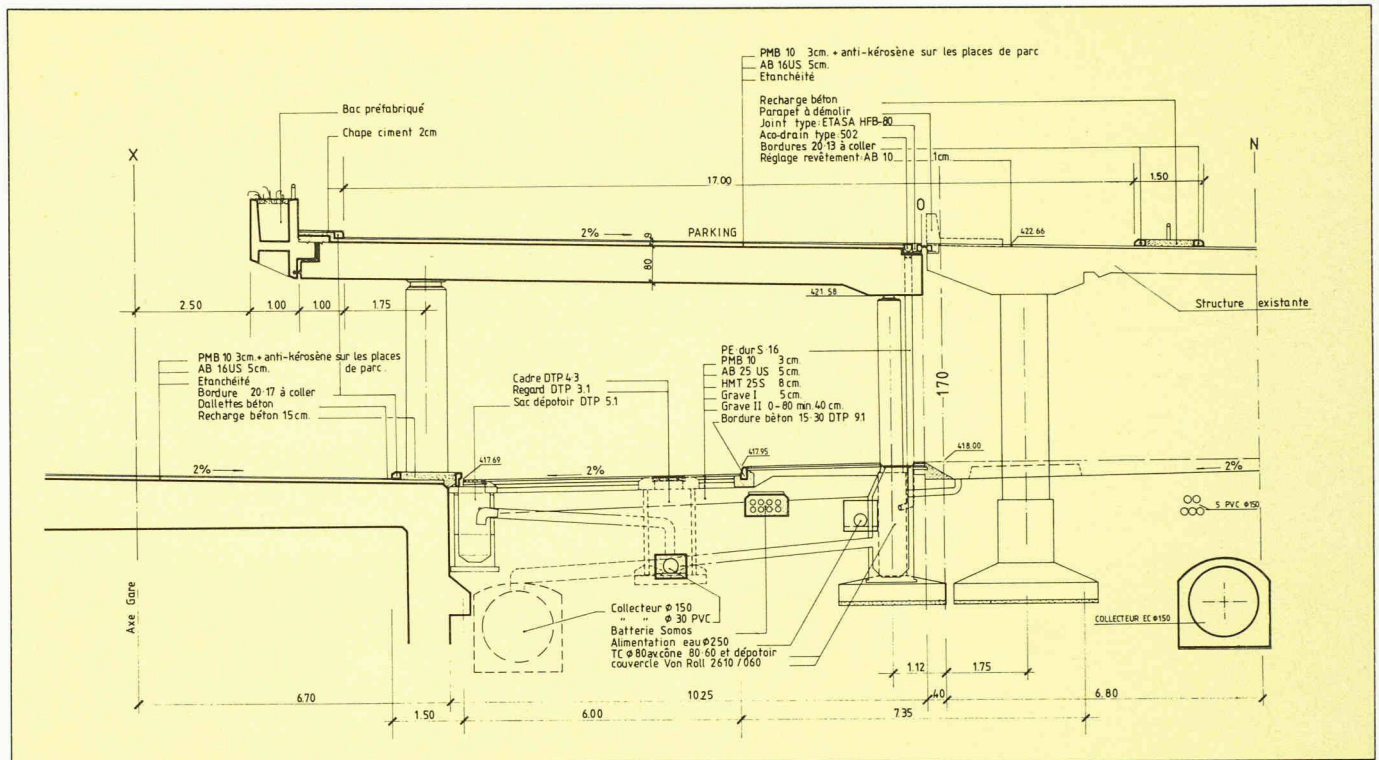 PMB 10 3cm. + anti-kérosène sur les places de parc
AB 16US 5cm.
Etanchéité
Bac préfabriqué
Chape ciment 2cm
Recharge béton
Parapet à démolir
Joint type: ETASA HFB-80
Aco-drain type: 502
Bordures 20·13 à coller
Réglage revêtement: AB 10 1cm
X
N
17.00
1.50
0
2%
PARKING
9
80
422.66
421.58
Structure existante
2.50
1.00
1.00
1.75
PMB 10 3cm. + anti-kérosène sur les places
de parc.
AB 16US 5cm.
Etanchéité
Bordure 20·17 à coller
Dallettes béton
Recharge béton 15cm.
Cadre DTP 4.3
Regard DTP 3.1
Sac dépotoir DTP 5.1
PE·dur S·16
PMB 10 3cm.
AB 25 US 5cm.
HMT 25S 8cm.
Grave I 5cm.
Grave II 0-80 min. 40 cm.
Bordure béton 15·30 DTP 9.1
170
2%
417.69
2%
417.95
418.00
2%
5 PVC ø150
Axe Gare
Collecteur ø 150
" " ø 30 PVC
Batterie Somos
Alimentation eau ø250
TC ø 80 av.cône 80·60 et dépotoir
couvercle Von Roll 2610/060
COLLECTEUR EC ø150
1.12
1.75
6.70
10.25
40
6.80
1.50
6.00
7.35